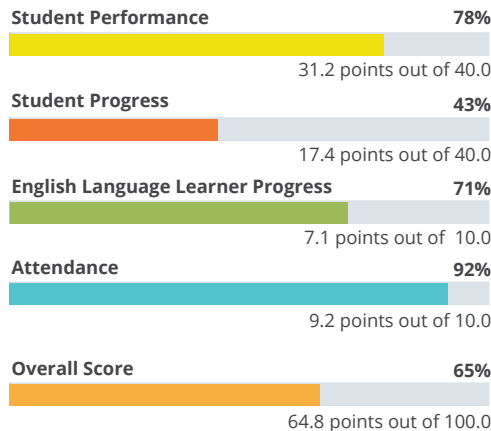 Student Performance 78%
31.2 points out of 40.0
Student Progress 43%
17.4 points out of 40.0
English Language Learner Progress 71%
7.1 points out of 10.0
Attendance 92%
9.2 points out of 10.0
Overall Score 65%
64.8 points out of 100.0